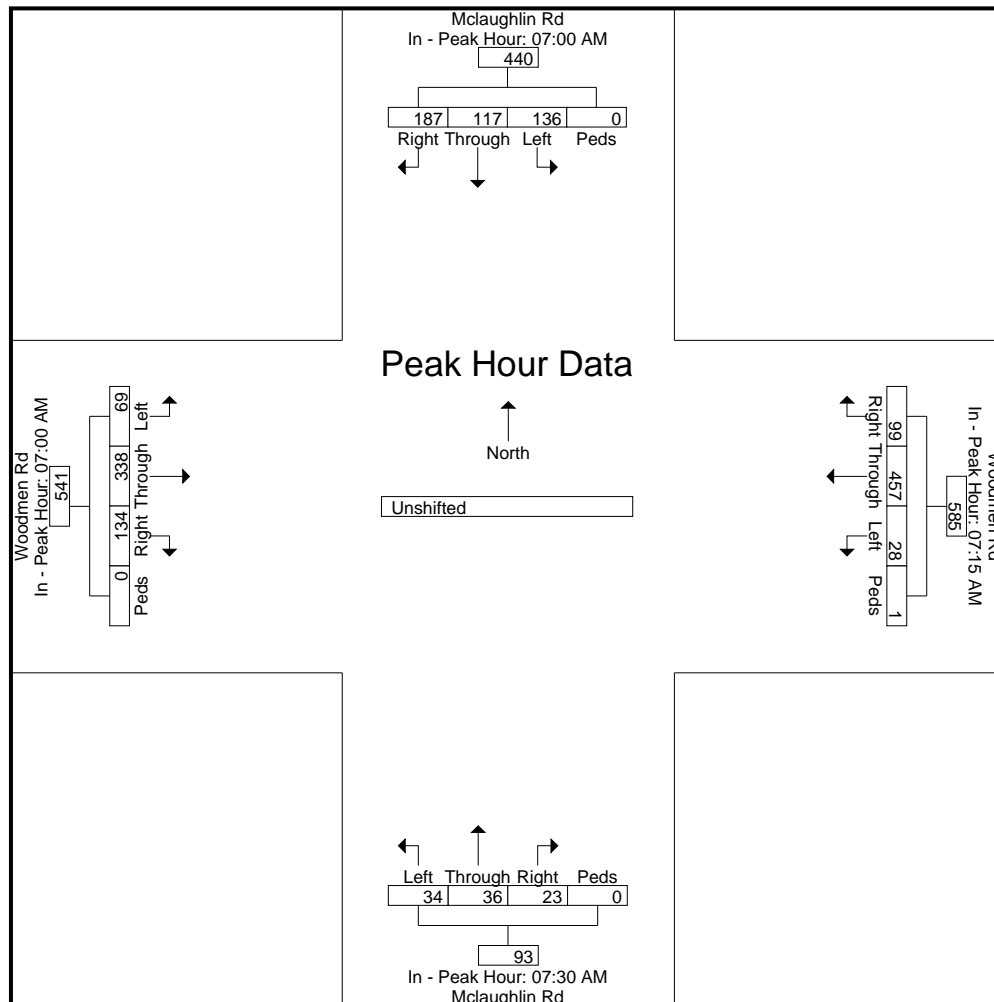 Mclaughlin Rd
In - Peak Hour: 07:00 AM
440
187 117 136 0
Right Through Left Peds
Peak Hour Data
North
Unshifted
Woodmen Rd
In - Peak Hour: 07:00 AM
541
69 338 134 0
Left Through Right Peds
Woodmen Rd
In - Peak Hour: 07:15 AM
585
99 457 28 1
Right Through Left Peds
Left Through Right Peds
34 36 23 0
93
In - Peak Hour: 07:30 AM
Mclaughlin Rd